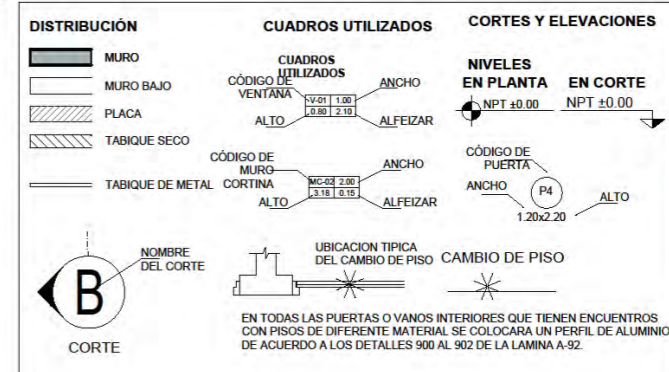 DISTRIBUCIÓN
MURO
MURO BAJO
PLACA
TABIQUE SECO
TABIQUE DE METAL
B
NOMBRE
DEL CORTE
CORTE
CUADROS UTILIZADOS
CUADROS
UTILIZADOS
CÓDIGO DE
VENTANA
ANCHO
V-01 1.00
0.80 2.10
ALTO
ALFEIZAR
CÓDIGO DE
MURO
CORTINA
ANCHO
MC-02 2.00
3.18 0.15
ALTO
ALFEIZAR
UBICACION TIPICA
DEL CAMBIO DE PISO
CORTES Y ELEVACIONES
NIVELES
EN PLANTA
EN CORTE
NPT ±0.00
NPT ±0.00
CÓDIGO DE
PUERTA
ANCHO
P4
ALTO
1.20x2.20
CAMBIO DE PISO
EN TODAS LAS PUERTAS O VANOS INTERIORES QUE TIENEN ENCUENTROS
CON PISOS DE DIFERENTE MATERIAL SE COLOCARA UN PERFIL DE ALUMINIO
DE ACUERDO A LOS DETALLES 900 AL 902 DE LA LAMINA A-92.